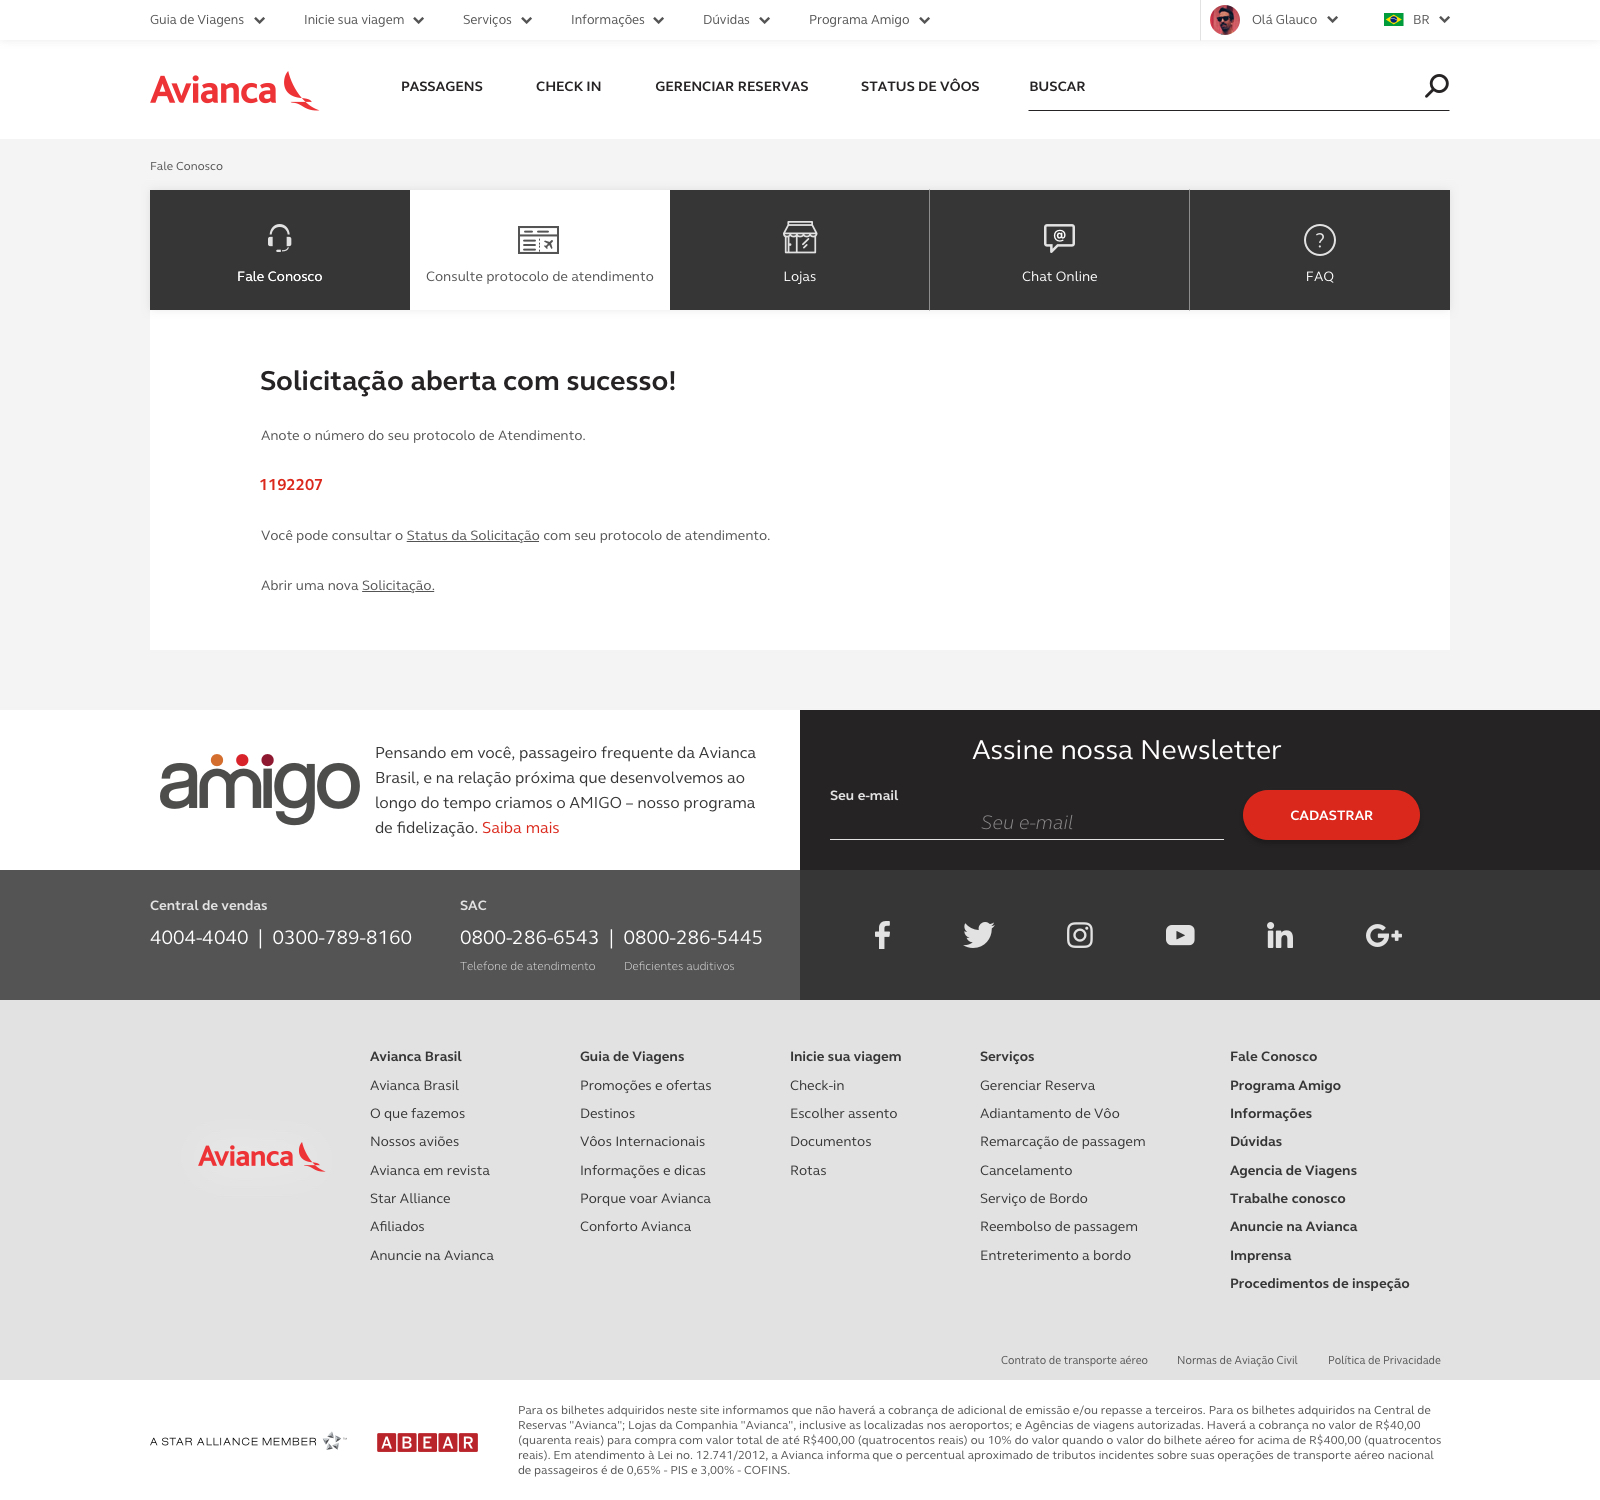 Guia de Viagens
Inicie sua viagem
Serviços
Informações
Dúvidas
Programa Amigo
Olá Glauco
BR
Avianca
PASSAGENS
CHECK IN
GERENCIAR RESERVAS
STATUS DE VÔOS
BUSCAR
Fale Conosco
Fale Conosco
Consulte protocolo de atendimento
Lojas
Chat Online
FAQ
Solicitação aberta com sucesso!
Anote o número do seu protocolo de Atendimento.
1192207
Você pode consultar o Status da Solicitação com seu protocolo de atendimento.
Abrir uma nova Solicitação.
amigo
Pensando em você, passageiro frequente da Avianca
Brasil, e na relação próxima que desenvolvemos ao
longo do tempo criamos o AMIGO – nosso programa
de fidelização. Saiba mais
Assine nossa Newsletter
Seu e-mail
Seu e-mail
CADASTRAR
Central de vendas
4004-4040 | 0300-789-8160
SAC
0800-286-6543 | 0800-286-5445
Telefone de atendimento
Deficientes auditivos
Avianca
Avianca Brasil
Avianca Brasil
O que fazemos
Nossos aviões
Avianca em revista
Star Alliance
Afiliados
Anuncie na Avianca
Guia de Viagens
Promoções e ofertas
Destinos
Vôos Internacionais
Informações e dicas
Porque voar Avianca
Conforto Avianca
Inicie sua viagem
Check-in
Escolher assento
Documentos
Rotas
Serviços
Gerenciar Reserva
Adiantamento de Vôo
Remarcação de passagem
Cancelamento
Serviço de Bordo
Reembolso de passagem
Entreterimento a bordo
Fale Conosco
Programa Amigo
Informações
Dúvidas
Agencia de Viagens
Trabalhe conosco
Anuncie na Avianca
Imprensa
Procedimentos de inspeção
Contrato de transporte aéreo
Normas de Aviação Civil
Política de Privacidade
A STAR ALLIANCE MEMBER
ABEAR
Para os bilhetes adquiridos neste site informamos que não haverá a cobrança de adicional de emissão e/ou repasse a terceiros. Para os bilhetes adquiridos na Central de
Reservas "Avianca"; Lojas da Companhia "Avianca", inclusive as localizadas nos aeroportos; e Agências de viagens autorizadas. Haverá a cobrança no valor de R$40,00
(quarenta reais) para compra com valor total de até R$400,00 (quatrocentos reais) ou 10% do valor quando o valor do bilhete aéreo for acima de R$400,00 (quatrocentos
reais). Em atendimento à Lei no. 12.741/2012, a Avianca informa que o percentual aproximado de tributos incidentes sobre suas operações de transporte aéreo nacional
de passageiros é de 0,65% - PIS e 3,00% - COFINS.